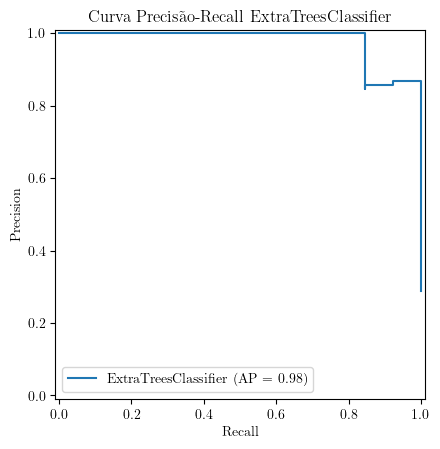 Curva Precisão-Recall ExtraTreesClassifier
1.0
0.8
0.6
0.4
0.2
0.0
Precision
ExtraTreesClassifier (AP = 0.98)
0.0 0.2 0.4 0.6 0.8 1.0
Recall